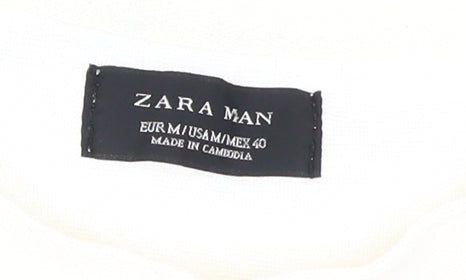 ZARA MAN
EUR M / USA M / MEX 40
MADE IN CAMBODIA